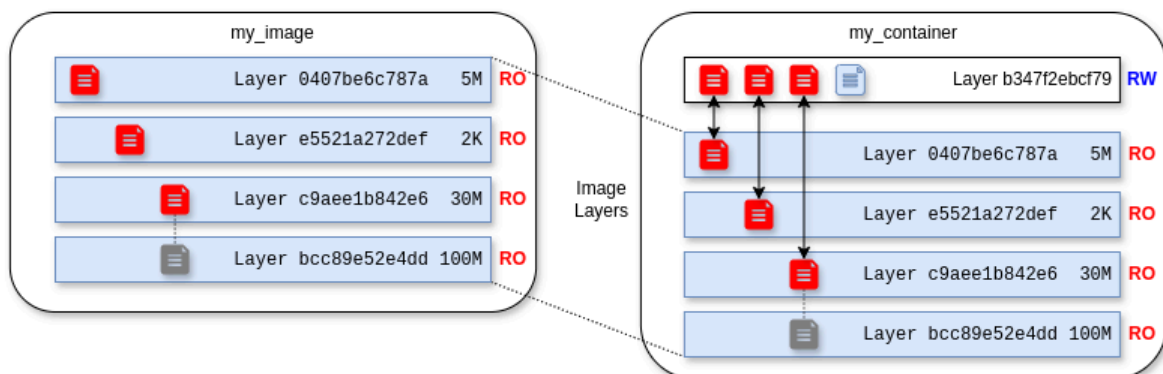 my_image
Layer 0407be6c787a 5M RO
Layer e5521a272def 2K RO
Layer c9aee1b842e6 30M RO
Layer bcc89e52e4dd 100M RO
Image
Layers
my_container
Layer b347f2ebcf79 RW
Layer 0407be6c787a 5M RO
Layer e5521a272def 2K RO
Layer c9aee1b842e6 30M RO
Layer bcc89e52e4dd 100M RO